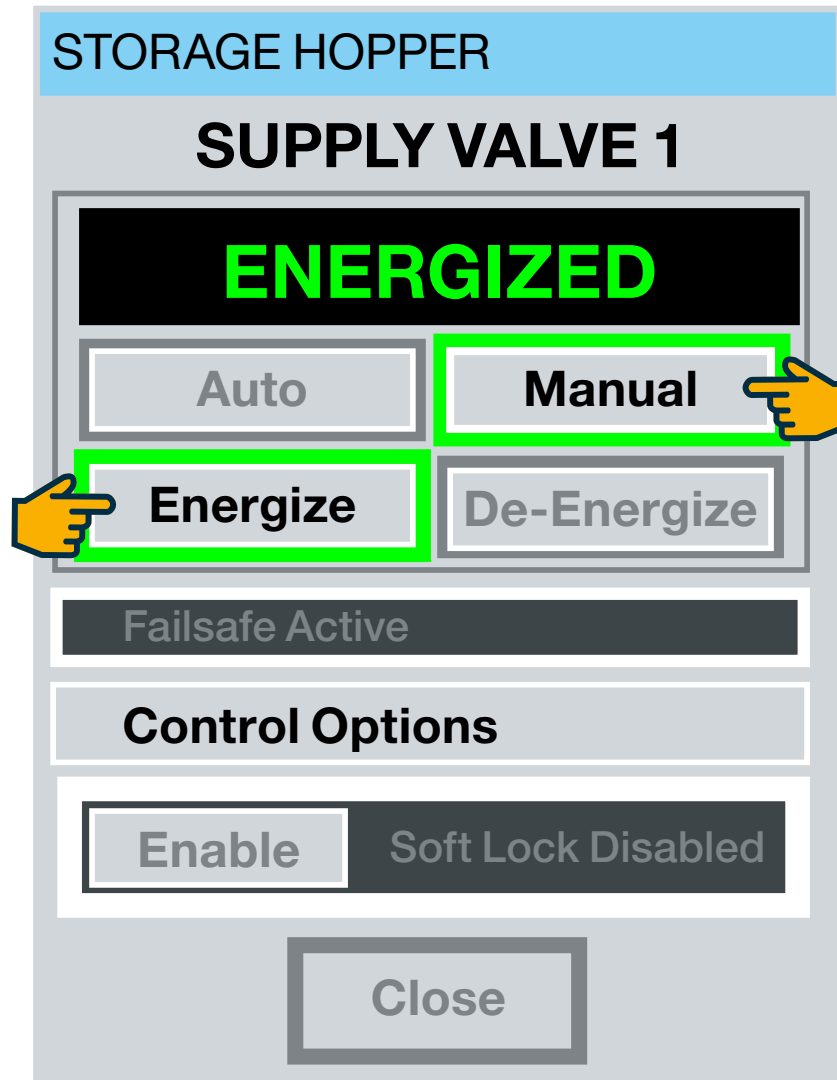 STORAGE HOPPER
SUPPLY VALVE 1
ENERGIZED
Auto
Manual
Energize
De-Energize
Failsafe Active
Control Options
Enable
Soft Lock Disabled
Close